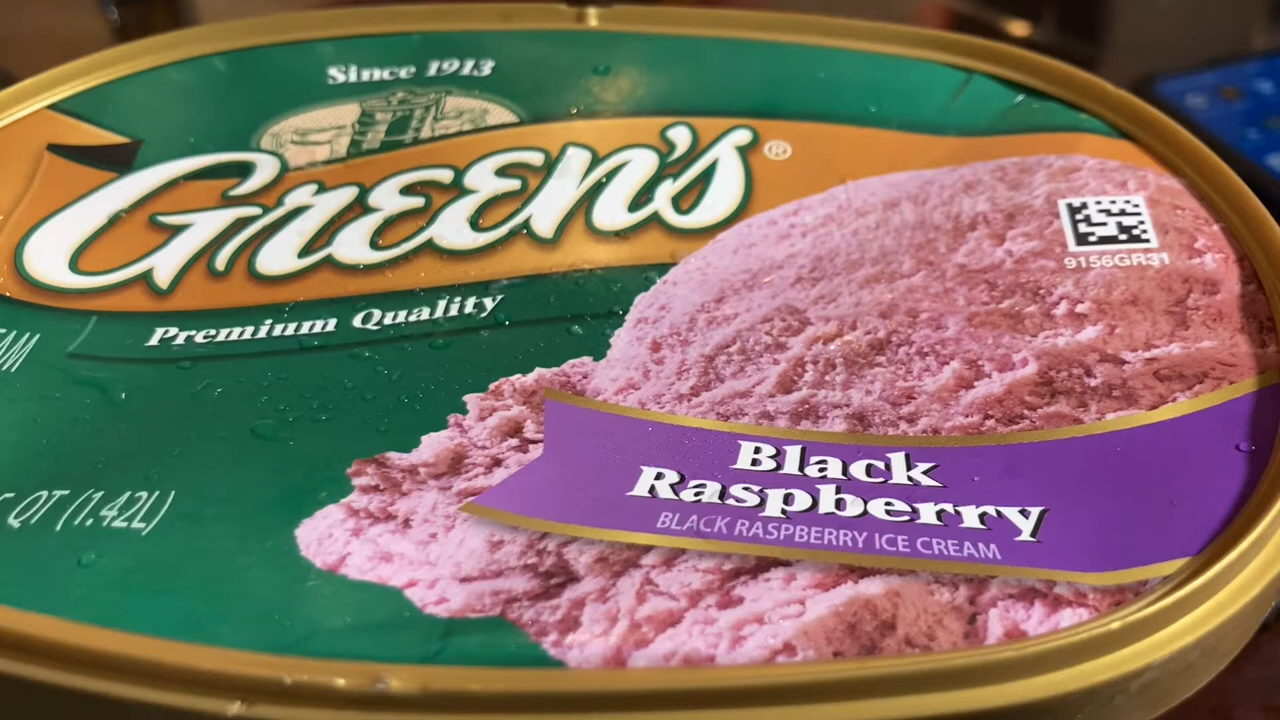 Since 1913
Green's®
Premium Quality
QT (1.42L)
9156GR31
Black
Raspberry
BLACK RASPBERRY ICE CREAM